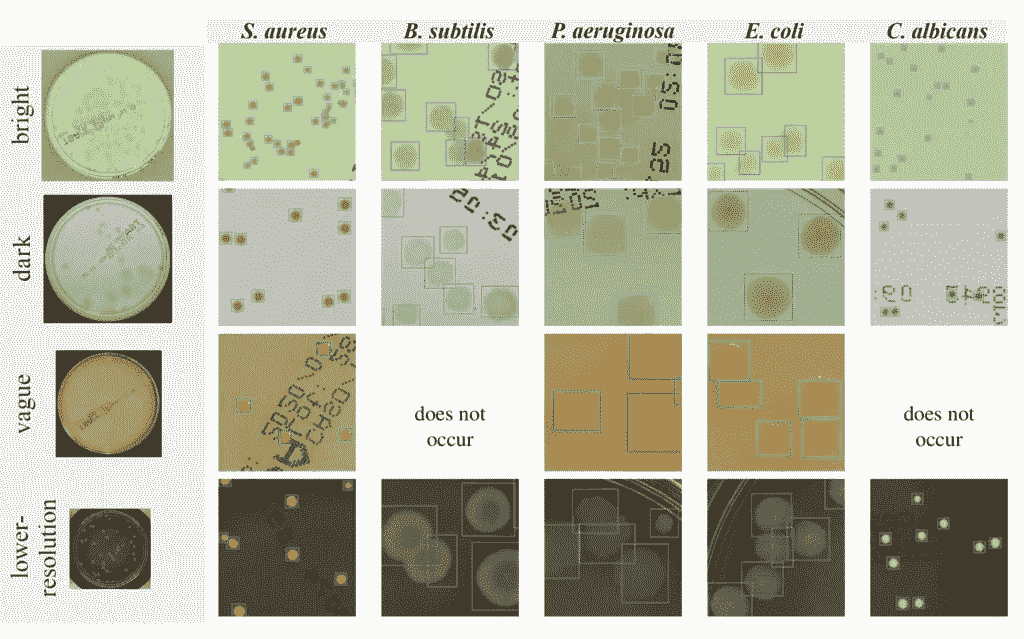 S. aureus B. subtilis P. aeruginosa E. coli C. albicans
bright
dark
vague
does not
occur
does not
occur
lower-
resolution